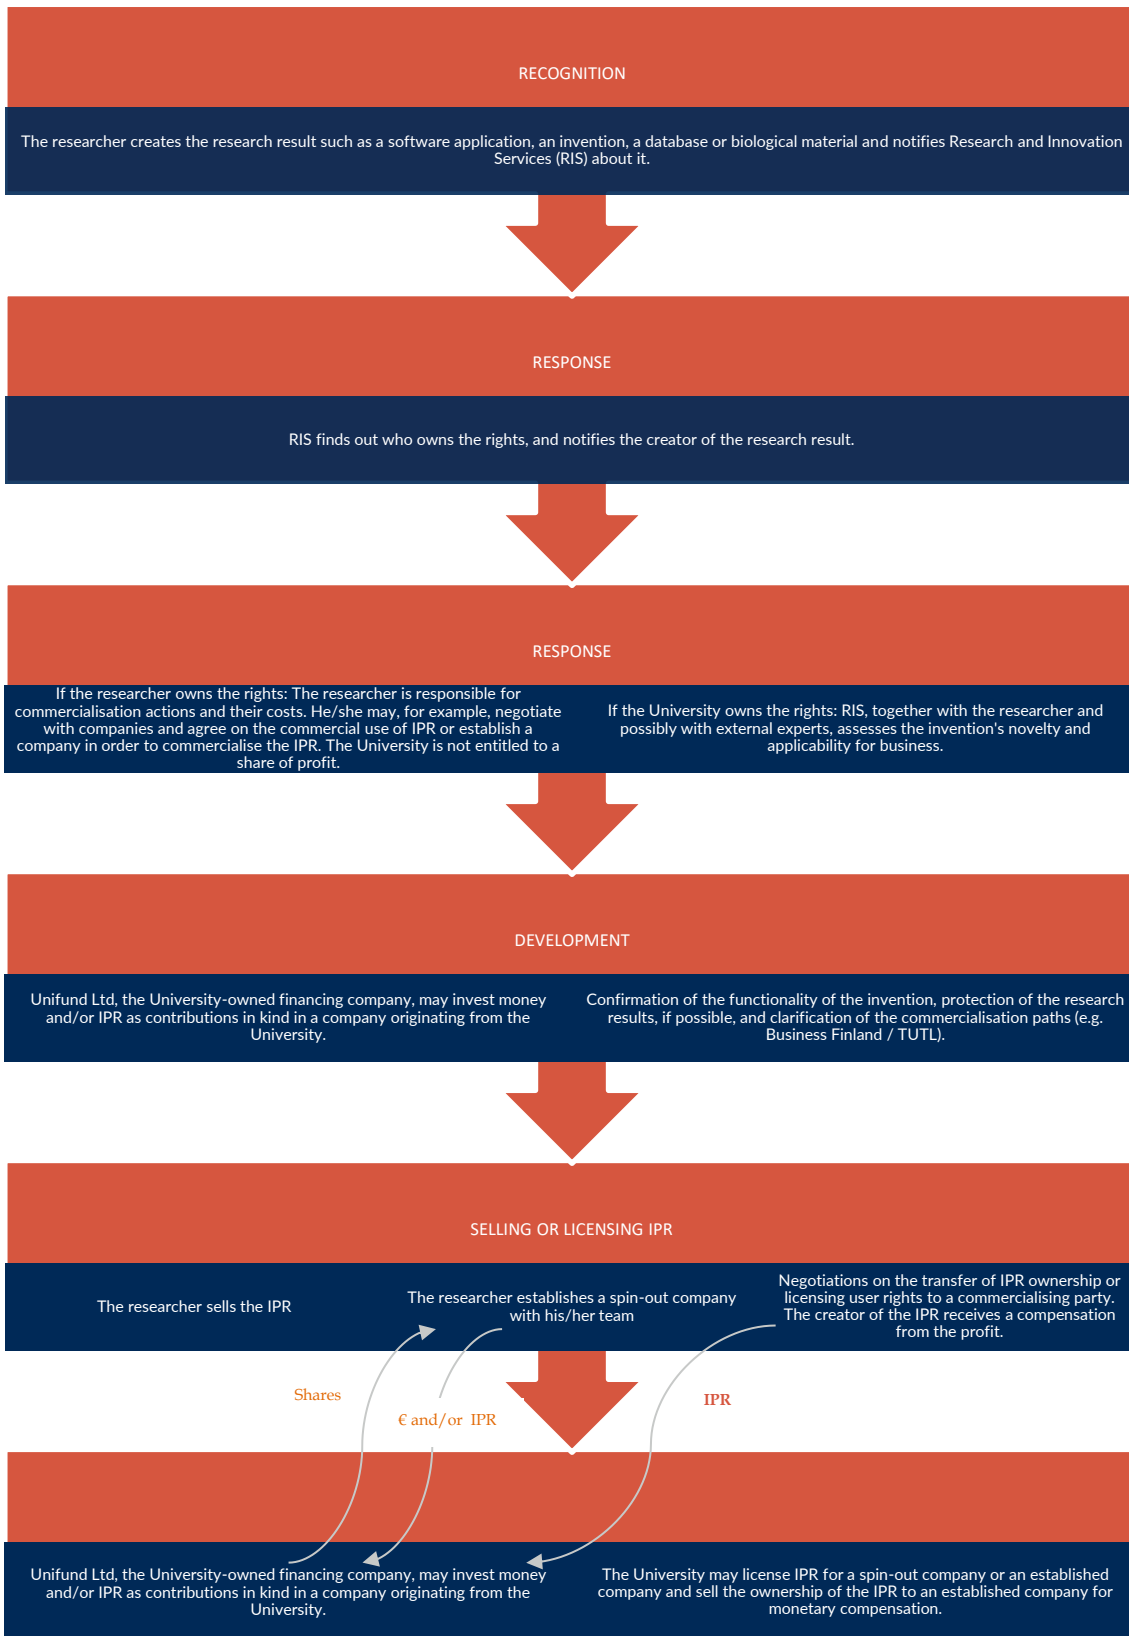 RECOGNITION
The researcher creates the research result such as a software application, an invention, a database or biological material and notifies Research and Innovation
Services (RIS) about it.
RESPONSE
RIS finds out who owns the rights, and notifies the creator of the research result.
RESPONSE
If the researcher owns the rights: The researcher is responsible for
commercialisation actions and their costs. He/she may, for example, negotiate
with companies and agree on the commercial use of IPR or establish a
company in order to commercialise the IPR. The University is not entitled to a
share of profit.
If the University owns the rights: RIS, together with the researcher and
possibly with external experts, assesses the invention's novelty and
applicability for business.
DEVELOPMENT
Unifund Ltd, the University-owned financing company, may invest money
and/or IPR as contributions in kind in a company originating from the
University.
Confirmation of the functionality of the invention, protection of the research
results, if possible, and clarification of the commercialisation paths (e.g.
Business Finland / TUTL).
SELLING OR LICENSING IPR
The researcher sells the IPR
The researcher establishes a spin-out company
with his/her team
Negotiations on the transfer of IPR ownership or
licensing user rights to a commercialising party.
The creator of the IPR receives a compensation
from the profit.
Shares
€ and/or IPR
IPR
Unifund Ltd, the University-owned financing company, may invest money
and/or IPR as contributions in kind in a company originating from the
University.
The University may license IPR for a spin-out company or an established
company and sell the ownership of the IPR to an established company for
monetary compensation.